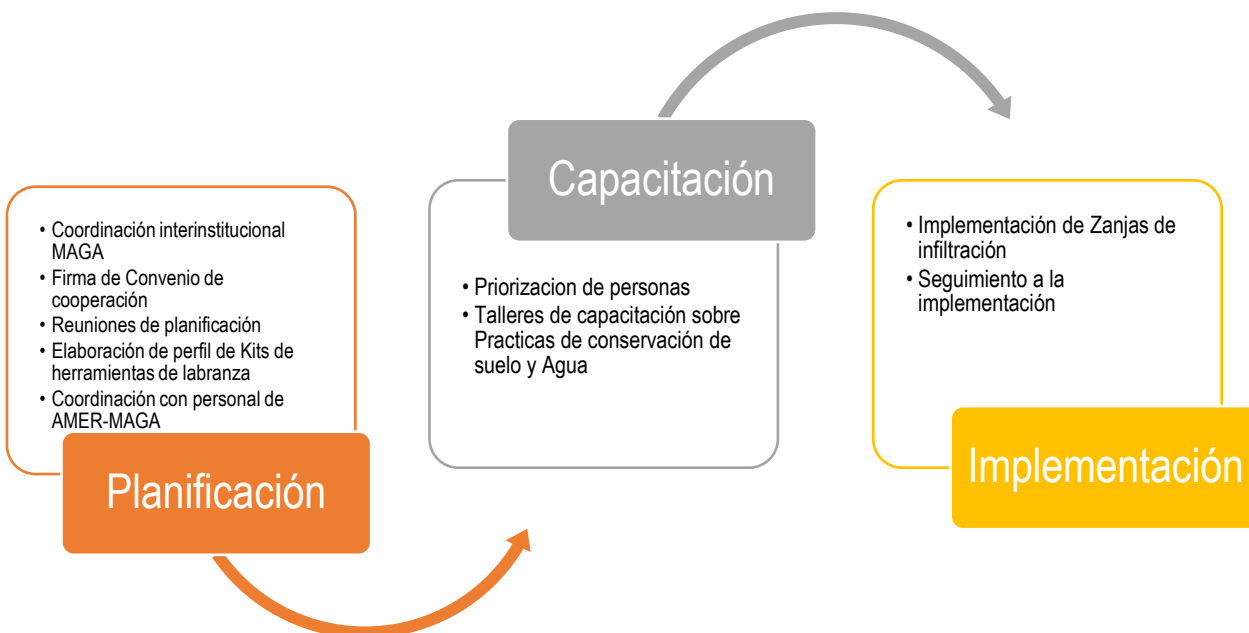 • Coordinación interinstitucional
MAGA
• Firma de Convenio de
cooperación
• Reuniones de planificación
• Elaboración de perfil de Kits de
herramientas de labranza
• Coordinación con personal de
AMER-MAGA
Planificación
Capacitación
• Priorizacion de personas
• Talleres de capacitación sobre
Practicas de conservación de
suelo y Agua
• Implementación de Zanjas de
infiltración
• Seguimiento a la
implementación
Implementación